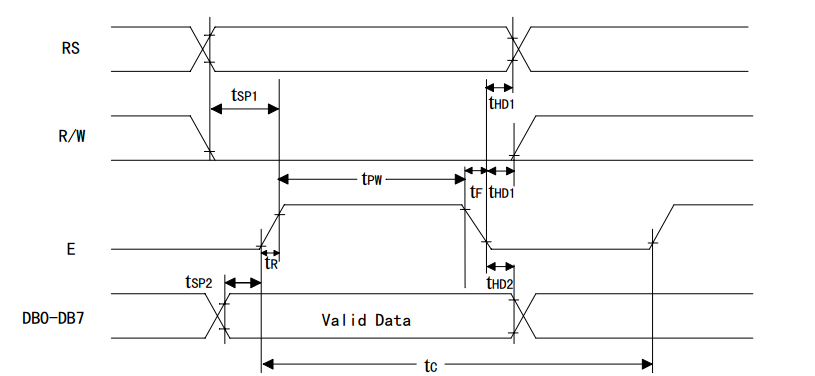 RS
tSP1
tHD1
R/W
tPW
tF tHD1
E
tR
tSP2
tHD2
DB0-DB7
Valid Data
tC